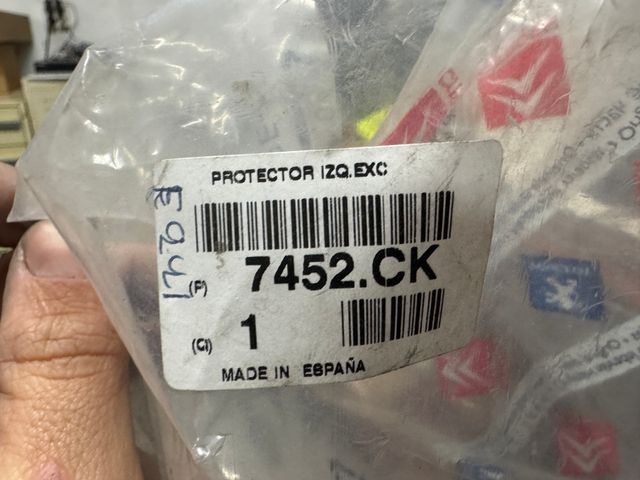 PROTECTOR IZQ.EXC
(P) 7452.CK
(C) 1
MADE IN ESPAÑA